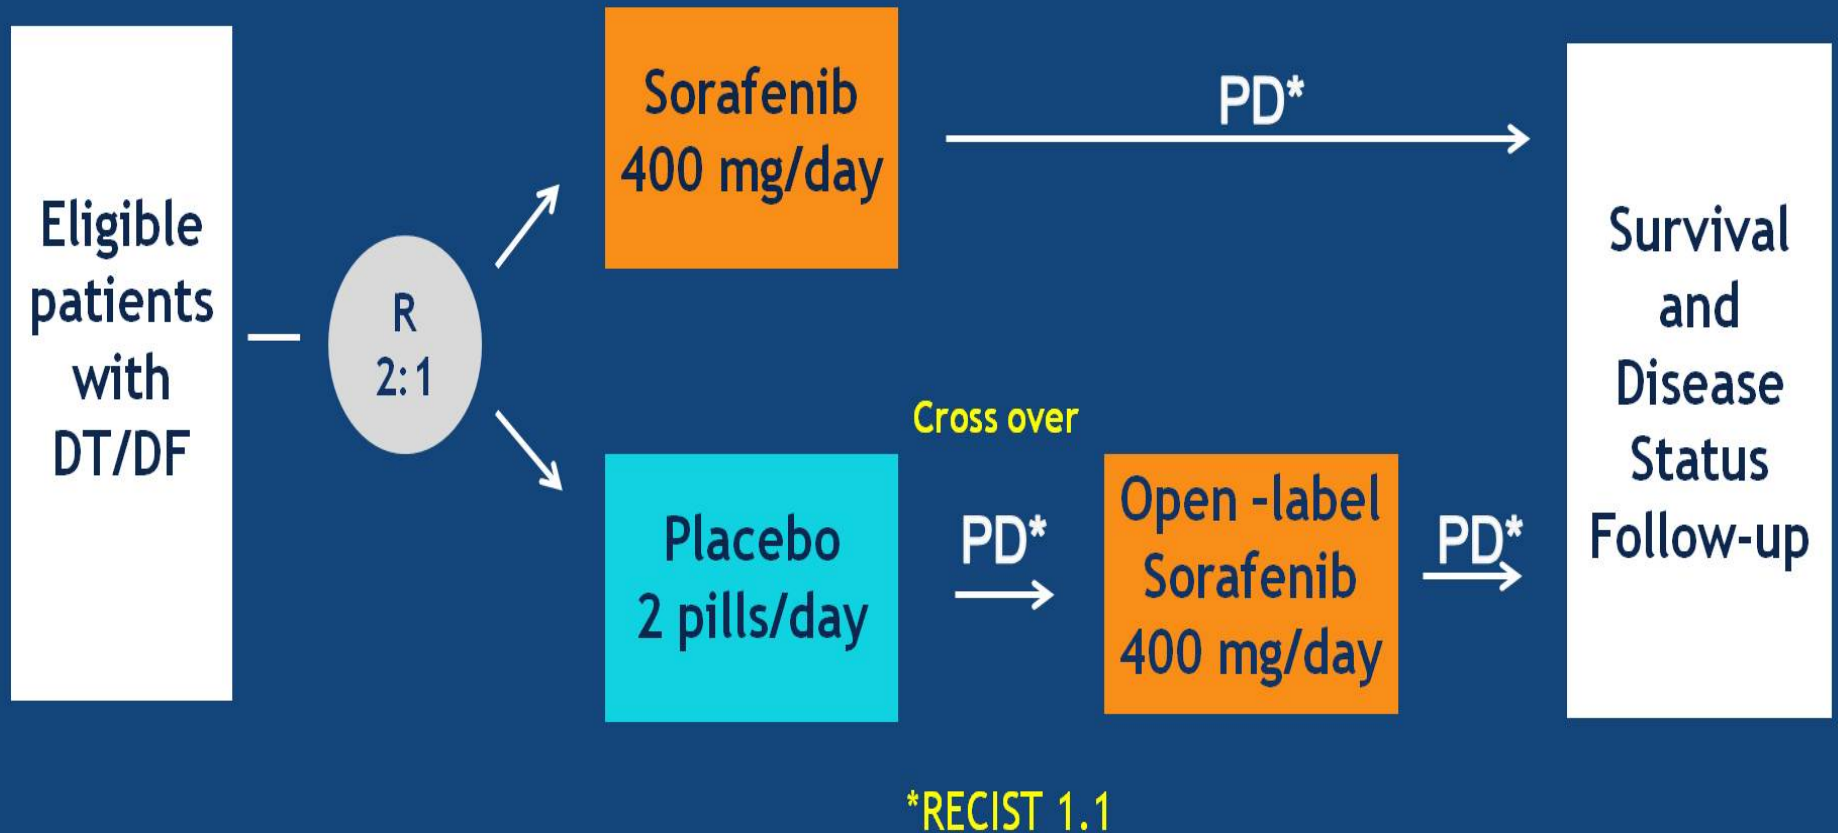 Eligible
patients
with
DT/DF
R
2:1
Sorafenib
400 mg/day
PD*
Placebo
2 pills/day
Cross over
PD*
Open -label
Sorafenib
400 mg/day
PD*
Survival
and
Disease
Status
Follow-up
*RECIST 1.1